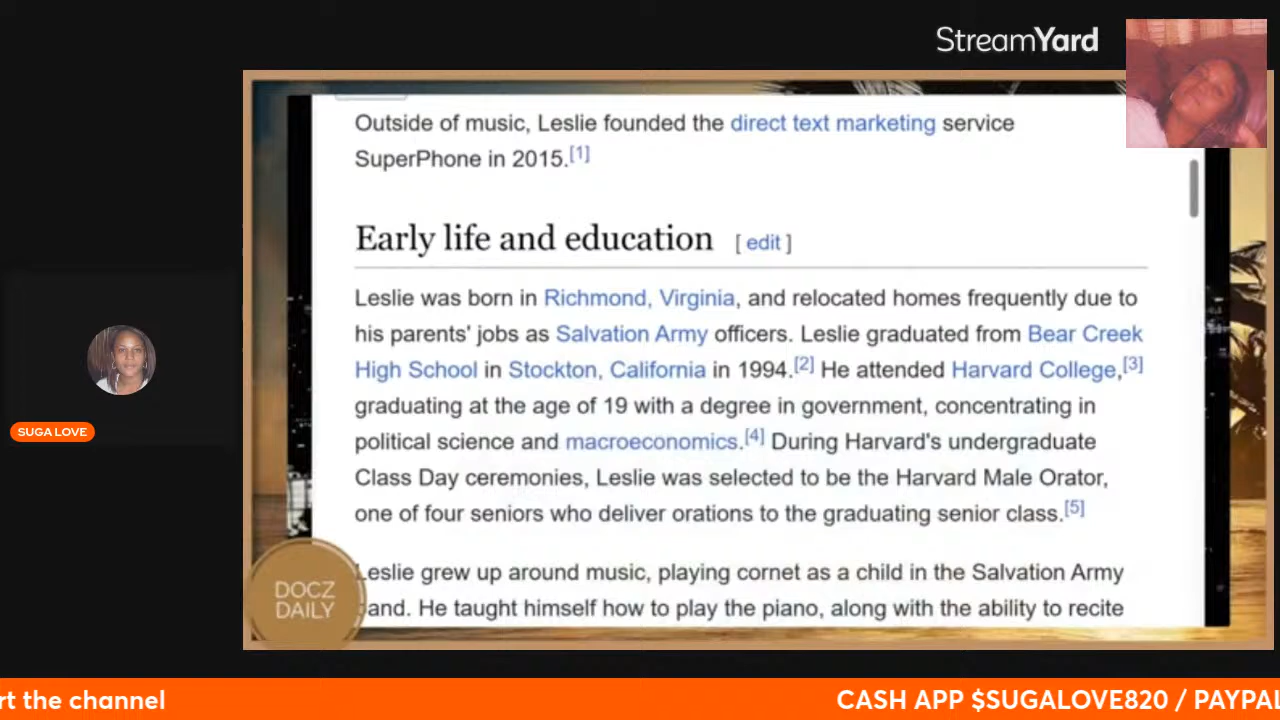 StreamYard
Outside of music, Leslie founded the direct text marketing service
SuperPhone in 2015.[1]
Early life and education [ edit ]
Leslie was born in Richmond, Virginia, and relocated homes frequently due to
his parents' jobs as Salvation Army officers. Leslie graduated from Bear Creek
High School in Stockton, California in 1994.[2] He attended Harvard College,[3]
graduating at the age of 19 with a degree in government, concentrating in
political science and macroeconomics.[4] During Harvard's undergraduate
Class Day ceremonies, Leslie was selected to be the Harvard Male Orator,
one of four seniors who deliver orations to the graduating senior class.[5]
Leslie grew up around music, playing cornet as a child in the Salvation Army
band. He taught himself how to play the piano, along with the ability to recite
DOCZ
DAILY
SUGA LOVE
rt the channel
CASH APP $SUGALOVE820 / PAYPAL